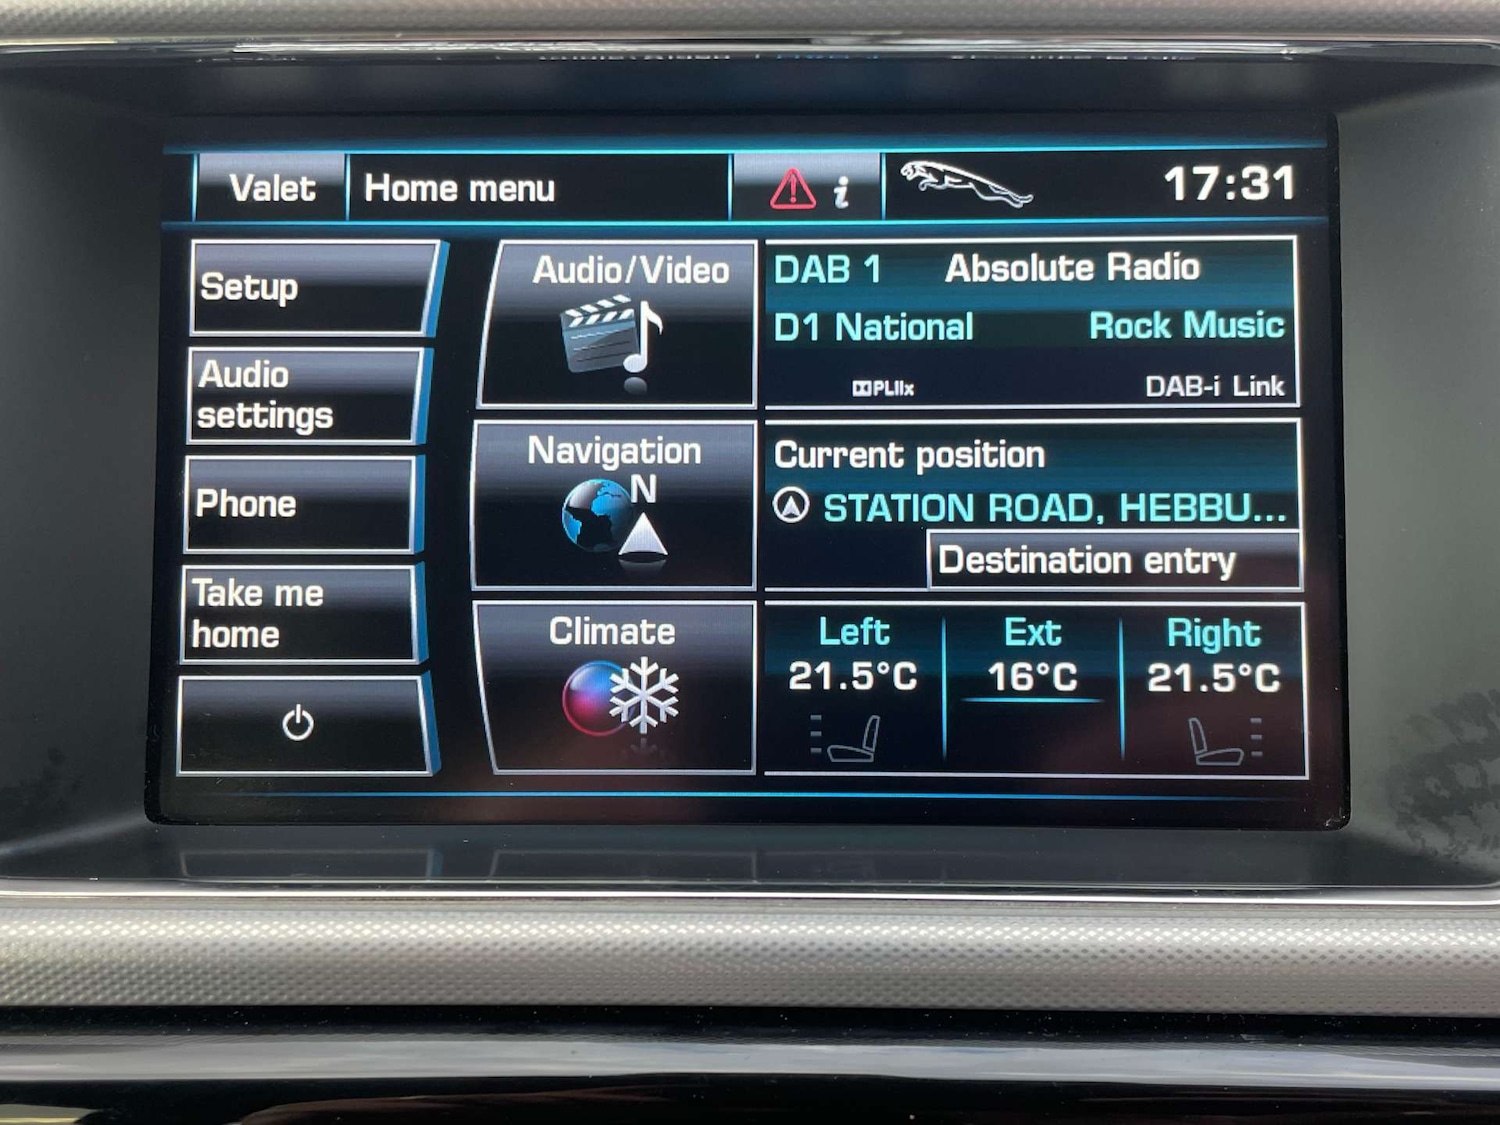 Valet
Home menu
i
17:31
Setup
Audio
settings
Phone
Take me
home
Audio/Video
Navigation
N
Climate
DAB 1
Absolute Radio
D1 National
Rock Music
PLIIx
DAB-i Link
Current position
STATION ROAD, HEBBU...
Destination entry
Left
Ext
Right
21.5°C
16°C
21.5°C